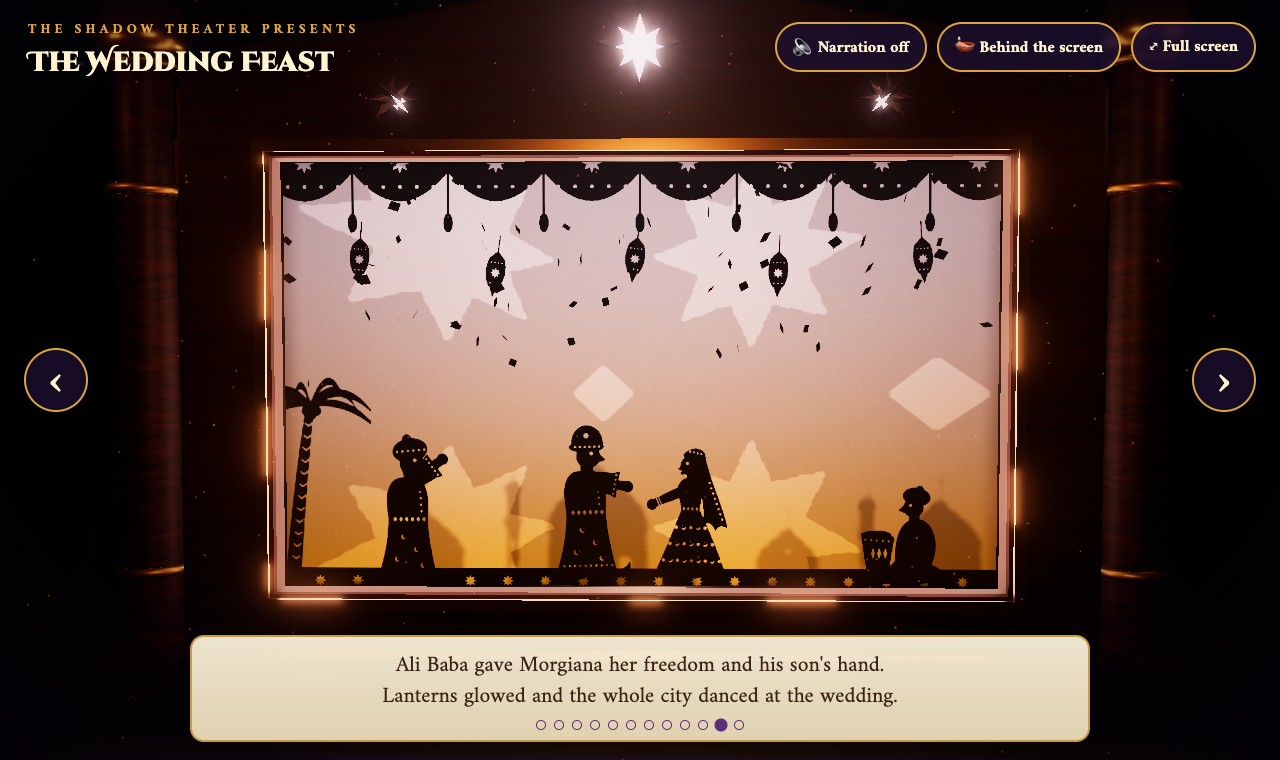 THE SHADOW THEATER PRESENTS
THE WEDDING FEAST
Narration off
Behind the screen
Full screen
Ali Baba gave Morgiana her freedom and his son's hand.
Lanterns glowed and the whole city danced at the wedding.